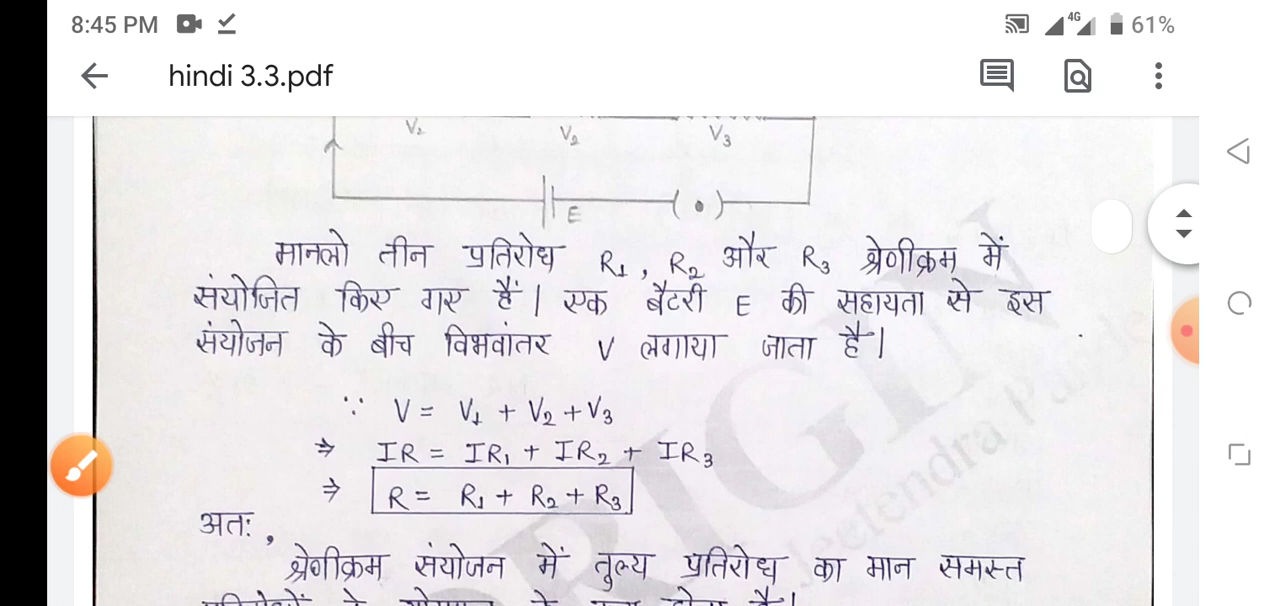 8:45 PM 4G 61%
hindi 3.3.pdf
V₂ V₂ V₃
E
मानलो तीन प्रतिरोध R₁, R₂ और R₃ श्रेणीक्रम में
संयोजित किए गए हैं। एक बैटरी E की सहायता से इस
संयोजन के बीच विभवांतर V लगाया जाता है।
∵ V = V₁ + V₂ + V₃
⇒ IR = IR₁ + IR₂ + IR₃
⇒ R = R₁ + R₂ + R₃
अतः,
श्रेणीक्रम संयोजन में तुल्य प्रतिरोध का मान समस्त